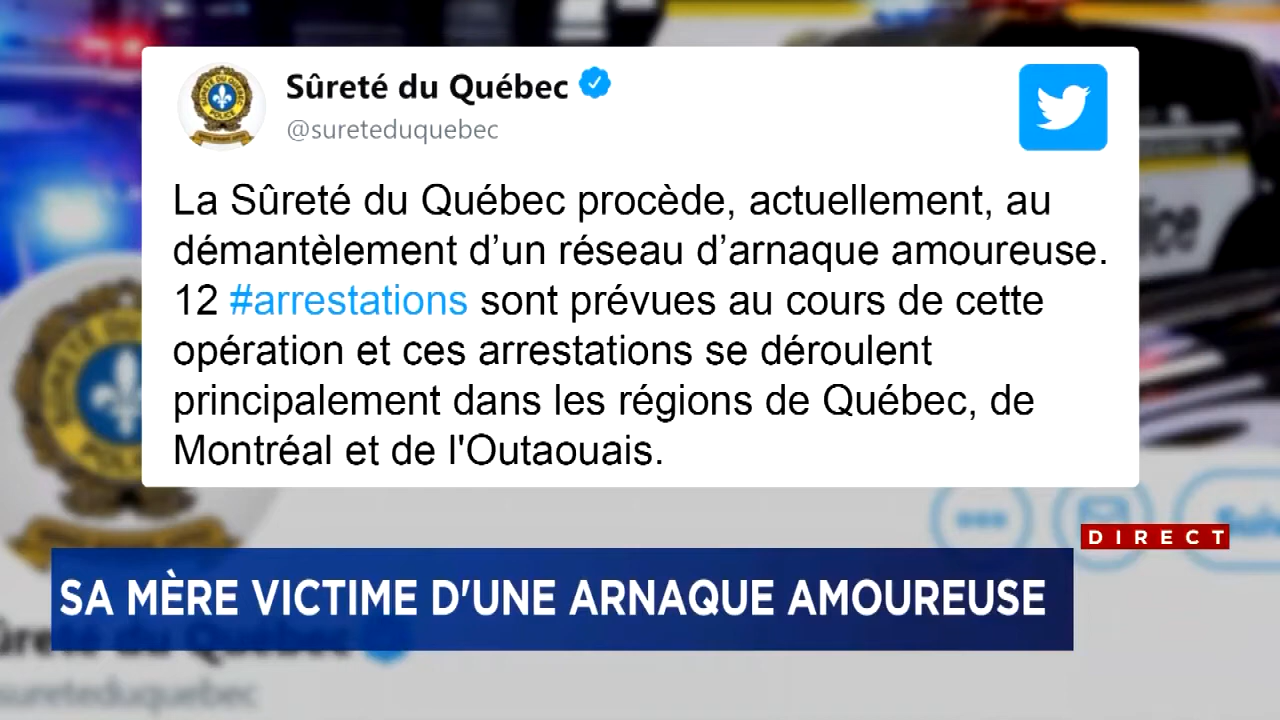 Sûreté du Québec
@sureteduquebec
La Sûreté du Québec procède, actuellement, au
démantèlement d’un réseau d’arnaque amoureuse.
12 #arrestations sont prévues au cours de cette
opération et ces arrestations se déroulent
principalement dans les régions de Québec, de
Montréal et de l'Outaouais.
DIRECT
SA MÈRE VICTIME D'UNE ARNAQUE AMOUREUSE